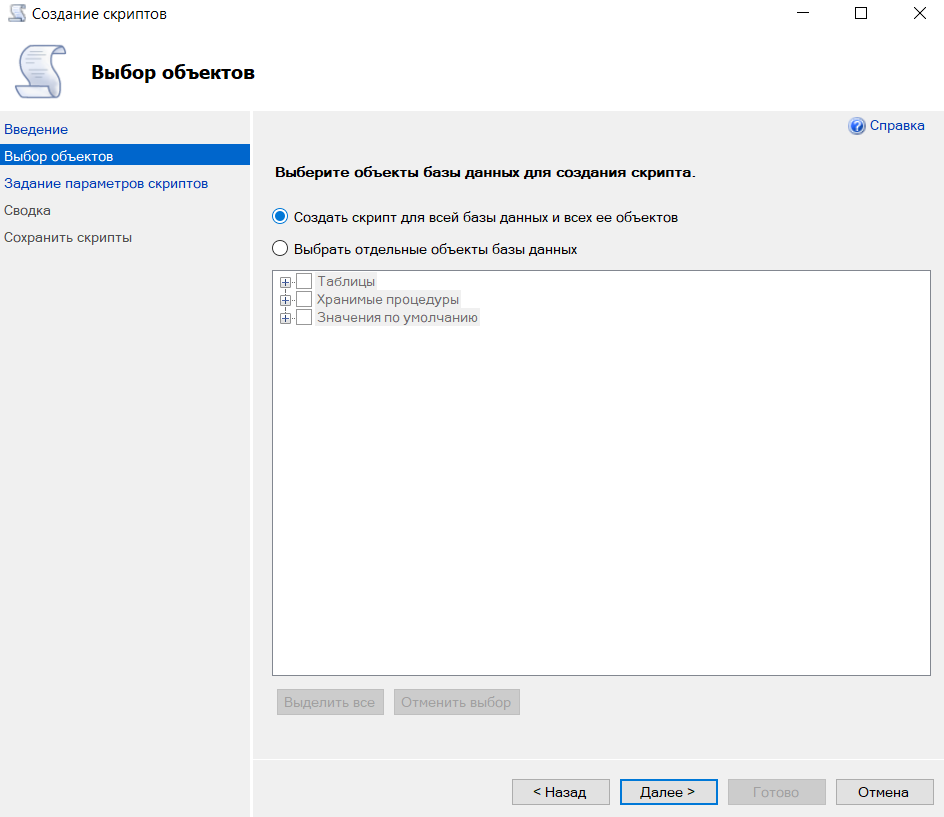 Создание скриптов
Выбор объектов
Введение
Выбор объектов
Задание параметров скриптов
Сводка
Сохранить скрипты
Справка
Выберите объекты базы данных для создания скрипта.
Создать скрипт для всей базы данных и всех ее объектов
Выбрать отдельные объекты базы данных
Таблицы
Хранимые процедуры
Значения по умолчанию
Выделить все Отменить выбор
< Назад Далее > Готово Отмена